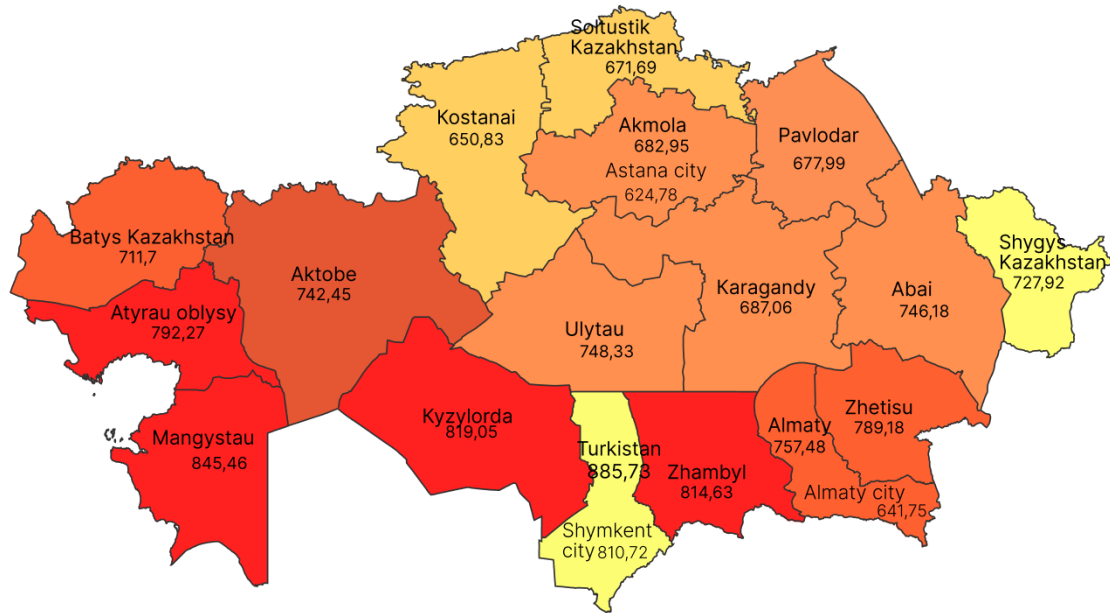 Soltustik
Kazakhstan
671,69
Kostanai
650,83
Akmola
682,95
Astana city
624,78
Pavlodar
677,99
Batys Kazakhstan
711,7
Aktobe
742,45
Atyrau oblysy
792,27
Ulytau
748,33
Karagandy
687,06
Abai
746,18
Shygys
Kazakhstan
727,92
Mangystau
845,46
Kyzylorda
819,05
Turkistan
885,73
Zhambyl
814,63
Almaty
757,48
Zhetisu
789,18
Almaty city
641,75
Shymkent
city 810,72